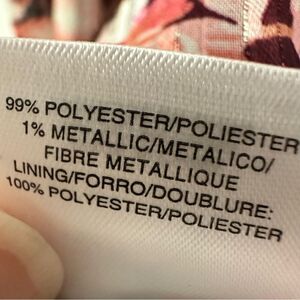 99% POLYESTER/POLIESTER
1% METALLIC/METALICO/
FIBRE METALLIQUE
LINING/FORRO/DOUBLURE:
100% POLYESTER/POLIESTER